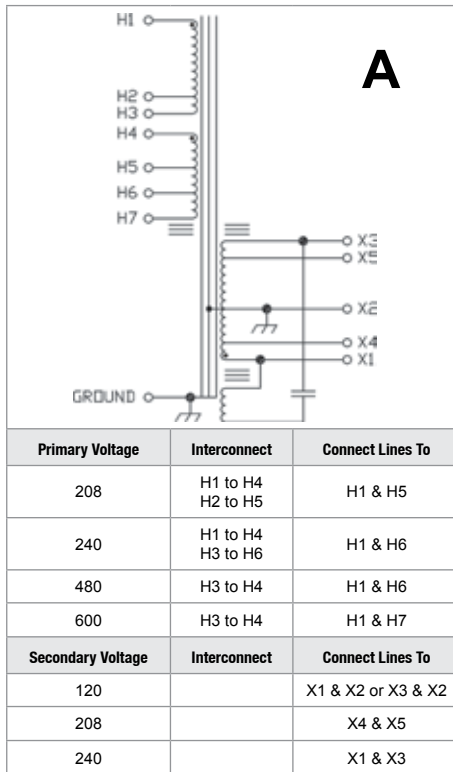 H1
A
H2
H3
H4
H5
H6
H7
X3
X5
X2
X4
X1
GROUND
Primary Voltage Interconnect Connect Lines To
208 H1 to H4 H1 & H5
H2 to H5
240 H1 to H4 H1 & H6
H3 to H6
480 H3 to H4 H1 & H6
600 H3 to H4 H1 & H7
Secondary Voltage Interconnect Connect Lines To
120 X1 & X2 or X3 & X2
208 X4 & X5
240 X1 & X3